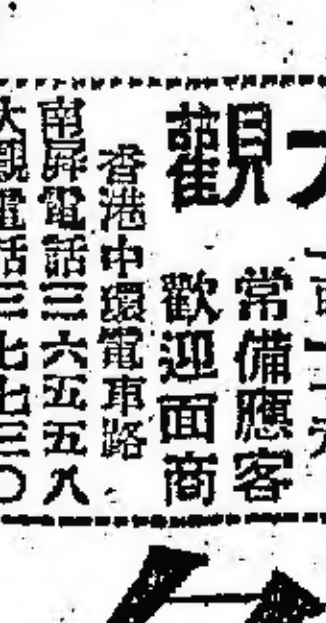 觀
常備應客
歡迎面商
香港中環電車路
南屏電話三六五五八
大觀電話三七七三〇